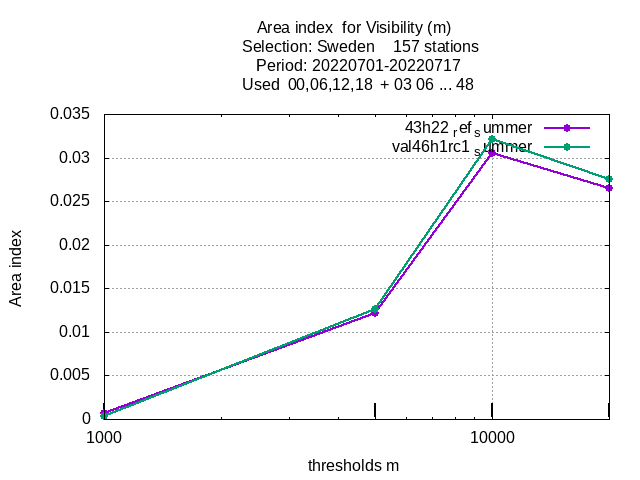 Area index  for Visibility (m)
Selection: Sweden    157 stations
Period: 20220701-20220717
Used  00,06,12,18  + 03 06 ... 48
0.035
43h22 ref summer
val46h1rc1 summer
0.03
0.025
0.02
0.015
0.01
0.005
0
Area index
1000
10000
thresholds m